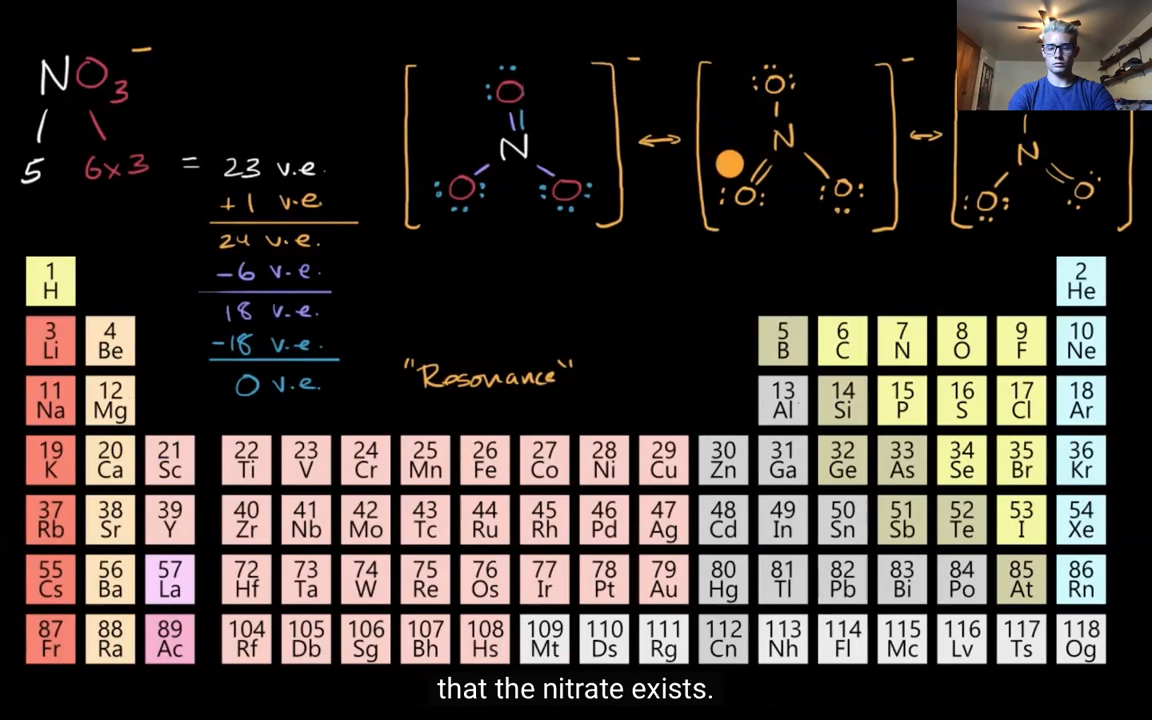 NO3-
5 6x3 = 23 v.e.
+1 v.e.
24 v.e.
-6 v.e.
18 v.e.
-18 v.e.
0 v.e.
[:O: =N -O: -O:]- ↔ [:O: -N =O: -O:]- ↔ [N -O: =O:]
"Resonance"
1 H 2 He
3 Li 4 Be 5 B 6 C 7 N 8 O 9 F 10 Ne
11 Na 12 Mg 13 Al 14 Si 15 P 16 S 17 Cl 18 Ar
19 K 20 Ca 21 Sc 22 Ti 23 V 24 Cr 25 Mn 26 Fe 27 Co 28 Ni 29 Cu 30 Zn 31 Ga 32 Ge 33 As 34 Se 35 Br 36 Kr
37 Rb 38 Sr 39 Y 40 Zr 41 Nb 42 Mo 43 Tc 44 Ru 45 Rh 46 Pd 47 Ag 48 Cd 49 In 50 Sn 51 Sb 52 Te 53 I 54 Xe
55 Cs 56 Ba 57 La 72 Hf 73 Ta 74 W 75 Re 76 Os 77 Ir 78 Pt 79 Au 80 Hg 81 Tl 82 Pb 83 Bi 84 Po 85 At 86 Rn
87 Fr 88 Ra 89 Ac 104 Rf 105 Db 106 Sg 107 Bh 108 Hs 109 Mt 110 Ds 111 Rg 112 Cn 113 Nh 114 Fl 115 Mc 116 Lv 117 Ts 118 Og
that the nitrate exists.